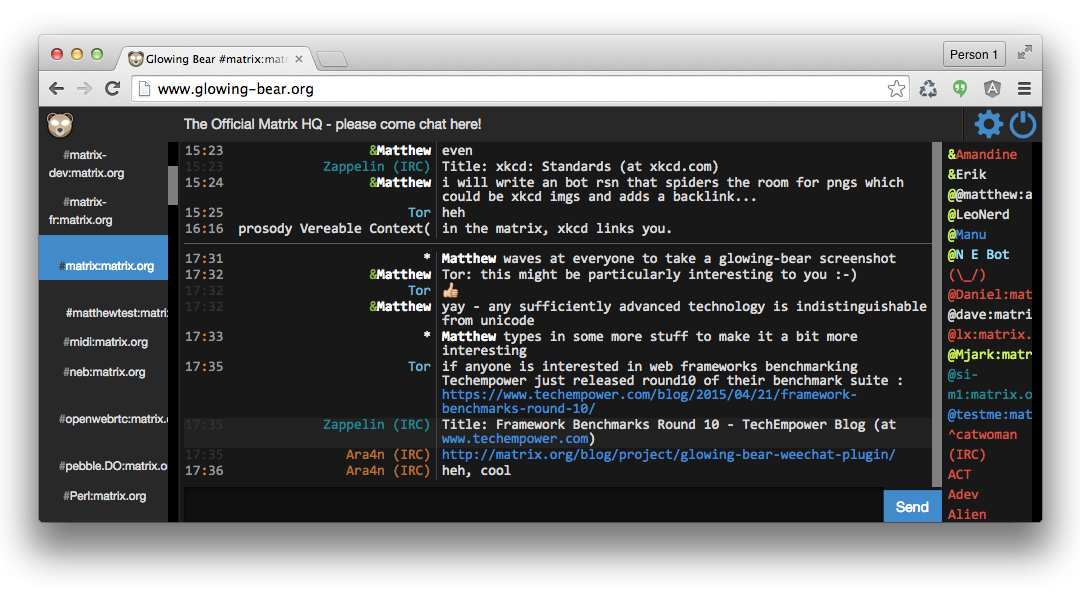 Glowing Bear #matrix:mat
Person 1
www.glowing-bear.org
The Official Matrix HQ - please come chat here!
#matrix-
dev:matrix.org
#matrix-
fr:matrix.org
#matrix:matrix.org
#matthewtest:matri
#midi:matrix.org
#neb:matrix.org
#openwebrtc:matrix.o
#pebble.DO:matrix.o
#Perl:matrix.org
15:23 &Matthew even
15:23 Zappelin (IRC) Title: xkcd: Standards (at xkcd.com)
15:24 &Matthew i will write an bot rsn that spiders the room for pngs which
could be xkcd imgs and adds a backlink...
15:25 Tor heh
16:16 prosody Vereable Context( in the matrix, xkcd links you.
17:31 * Matthew waves at everyone to take a glowing-bear screenshot
17:32 &Matthew Tor: this might be particularly interesting to you :-)
17:32 Tor 👍
17:32 &Matthew yay - any sufficiently advanced technology is indistinguishable
from unicode
17:33 * Matthew types in some more stuff to make it a bit more
interesting
17:35 Tor if anyone is interested in web frameworks benchmarking
Techempower just released round10 of their benchmark suite :
https://www.techempower.com/blog/2015/04/21/framework-
benchmarks-round-10/
17:35 Zappelin (IRC) Title: Framework Benchmarks Round 10 - TechEmpower Blog (at
www.techempower.com)
17:35 Ara4n (IRC) http://matrix.org/blog/project/glowing-bear-weechat-plugin/
17:36 Ara4n (IRC) heh, cool
Send
&Amandine
&Erik
@@matthew:a
@LeoNerd
@Manu
@N E Bot
(\_/)
@Daniel:mat
@dave:matri
@lx:matrix.
@Mjark:matr
@si-
m1:matrix.o
@testme:mat
^catwoman
(IRC)
ACT
Adev
Alien